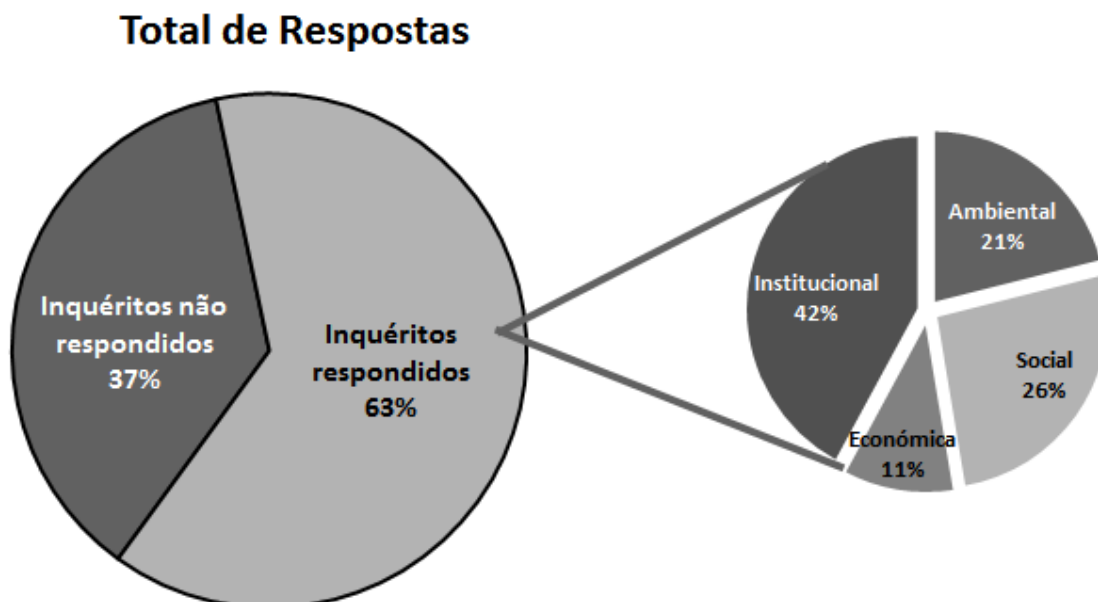 Total de Respostas
Inquéritos não
respondidos
37%
Inquéritos
respondidos
63%
Institucional
42%
Ambiental
21%
Social
26%
Económica
11%